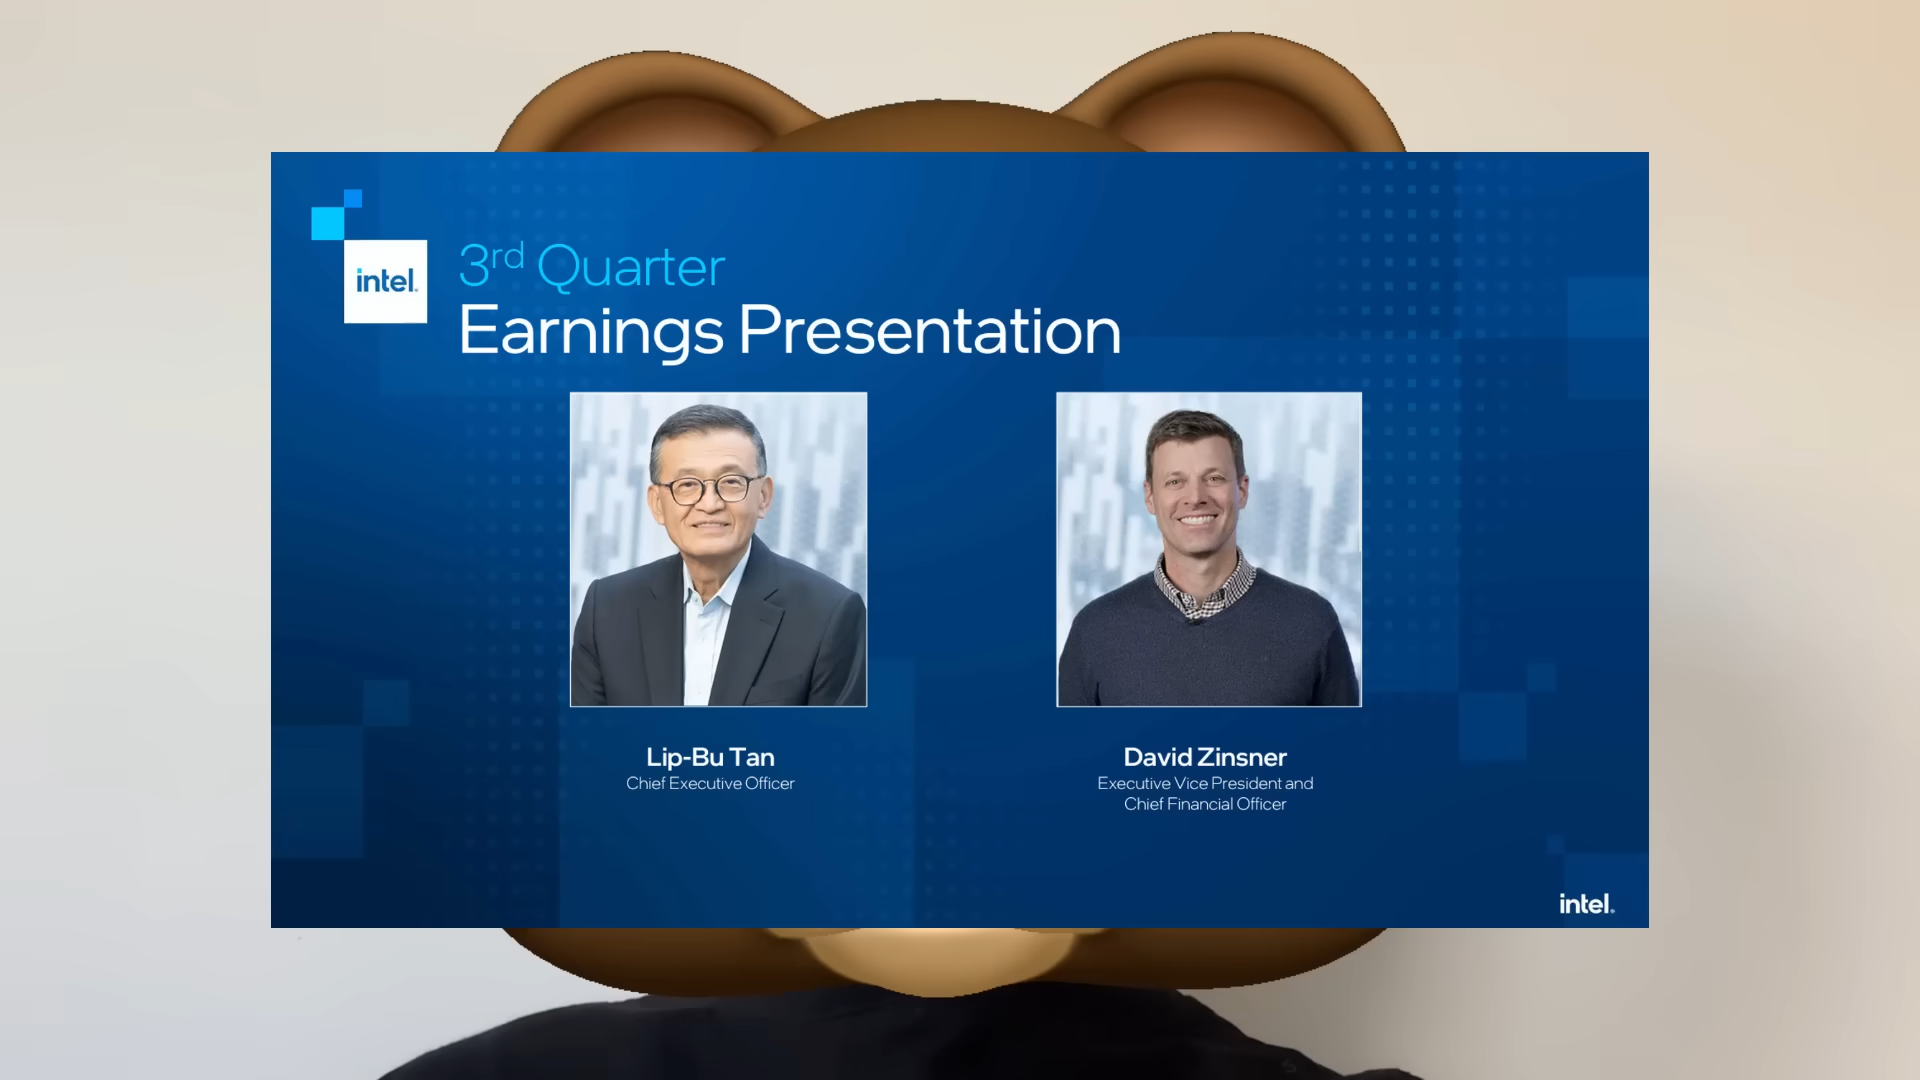 intel.
3rd Quarter
Earnings Presentation
Lip-Bu Tan
Chief Executive Officer
David Zinsner
Executive Vice President and
Chief Financial Officer
intel.